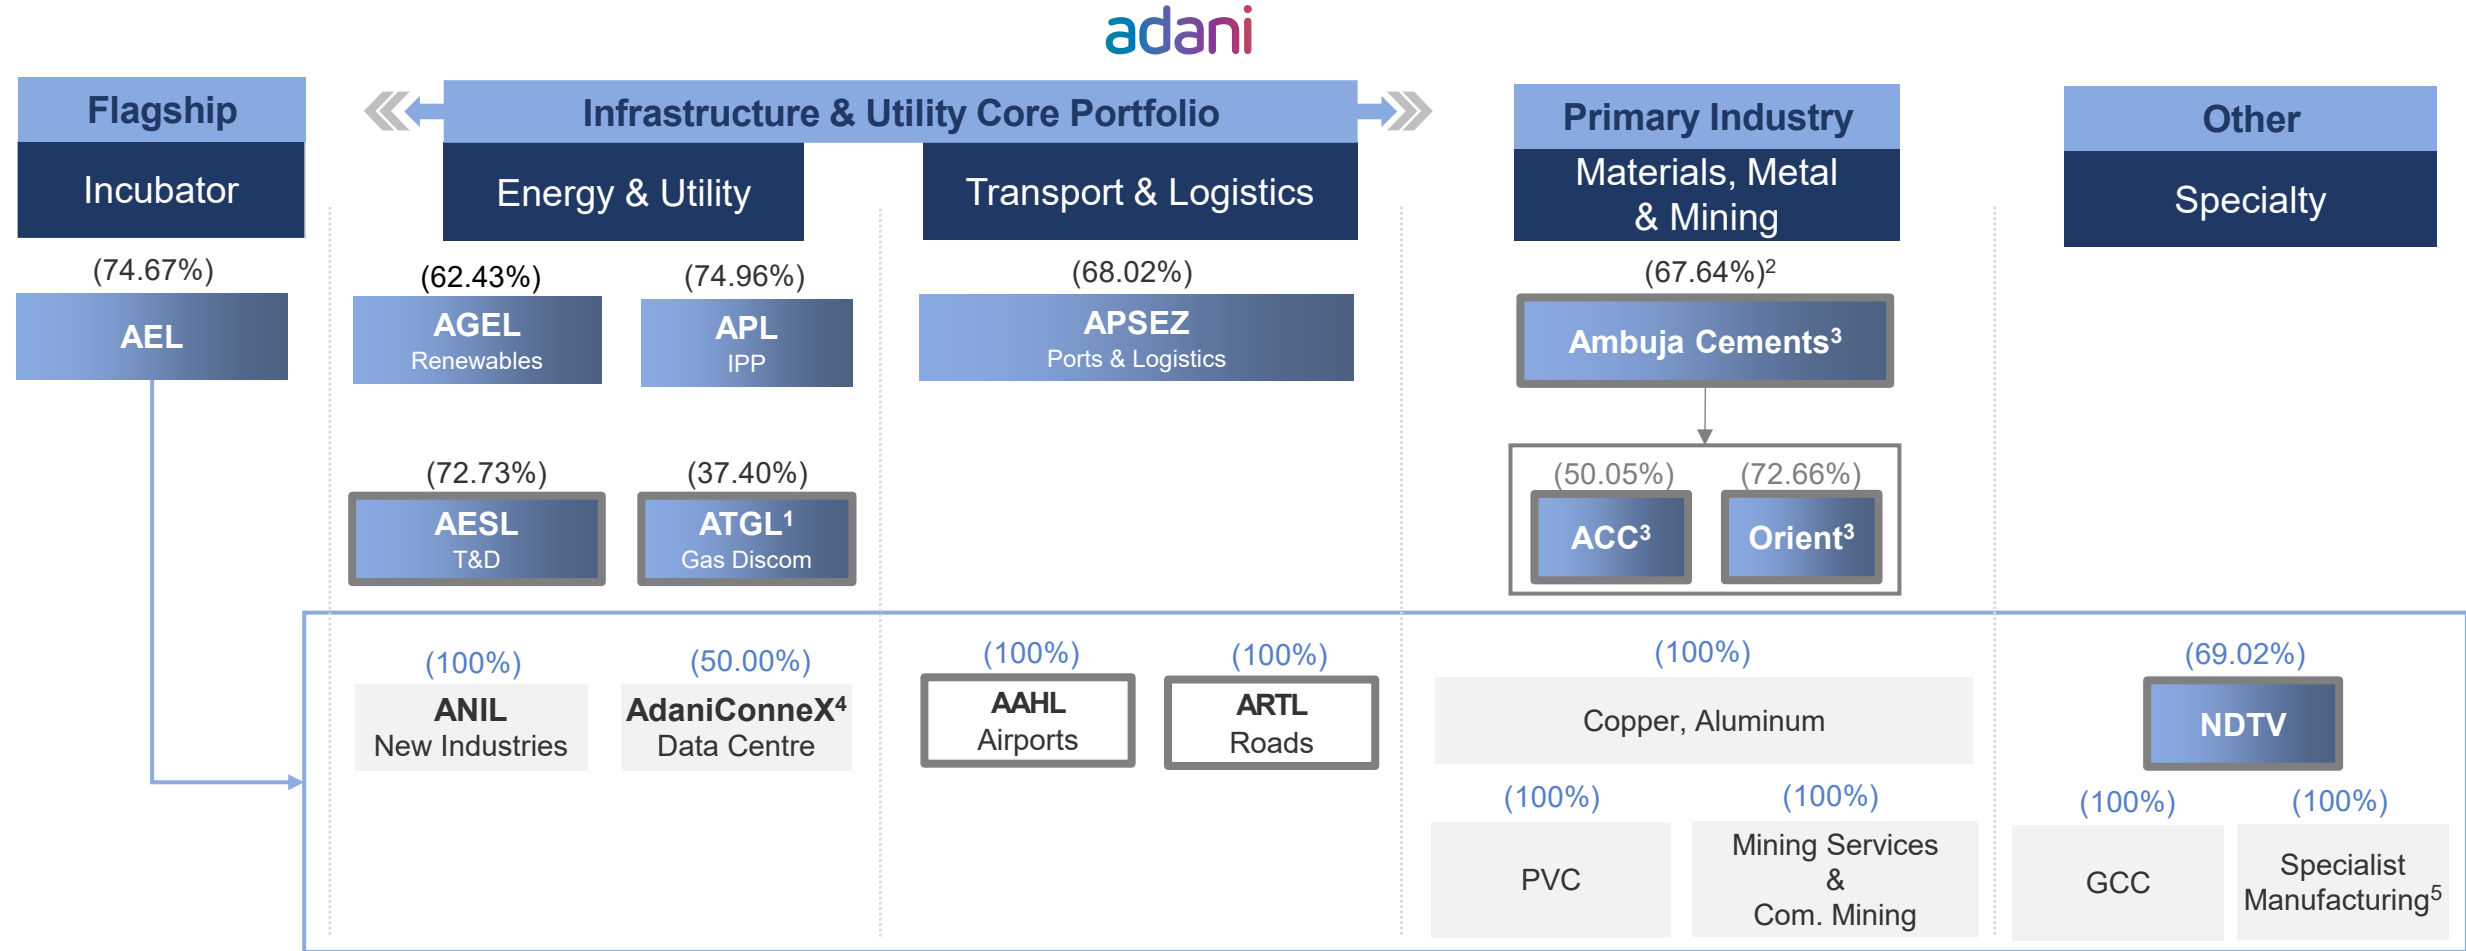 adani
Flagship
Infrastructure & Utility Core Portfolio
Primary Industry
Other
Incubator
Energy & Utility
Transport & Logistics
Materials, Metal
& Mining
Specialty
(74.67%)
AEL
(62.43%)
AGEL
Renewables
(74.96%)
APL
IPP
(68.02%)
APSEZ
Ports & Logistics
(67.64%)²
Ambuja Cements³
(72.73%)
AESL
T&D
(37.40%)
ATGL¹
Gas Discom
(50.05%)
ACC³
(72.66%)
Orient³
(100%)
ANIL
New Industries
(50.00%)
AdaniConneX⁴
Data Centre
(100%)
AAHL
Airports
(100%)
ARTL
Roads
(100%)
Copper, Aluminum
(69.02%)
NDTV
(100%)
PVC
(100%)
Mining Services
&
Com. Mining
(100%)
GCC
(100%)
Specialist
Manufacturing⁵